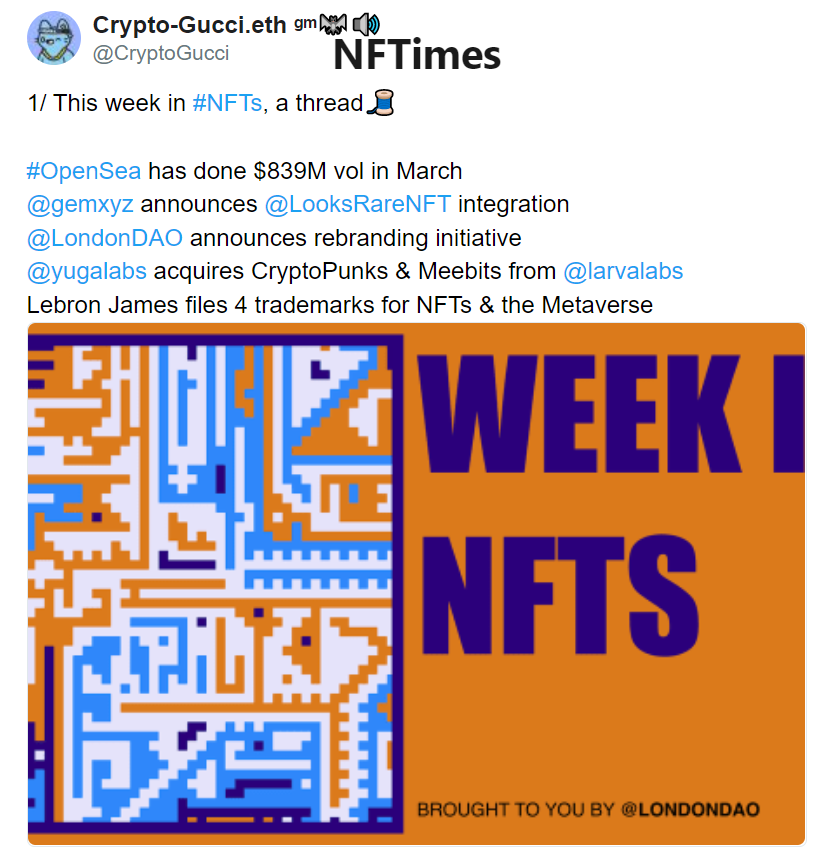 Crypto-Gucci.eth gm
@CryptoGucci
NFTimes
1/ This week in #NFTs, a thread
#OpenSea has done $839M vol in March
@gemxyz announces @LooksRareNFT integration
@LondonDAO announces rebranding initiative
@yugalabs acquires CryptoPunks & Meebits from @larvalabs
Lebron James files 4 trademarks for NFTs & the Metaverse
WEEK I
NFTS
BROUGHT TO YOU BY @LONDONDAO